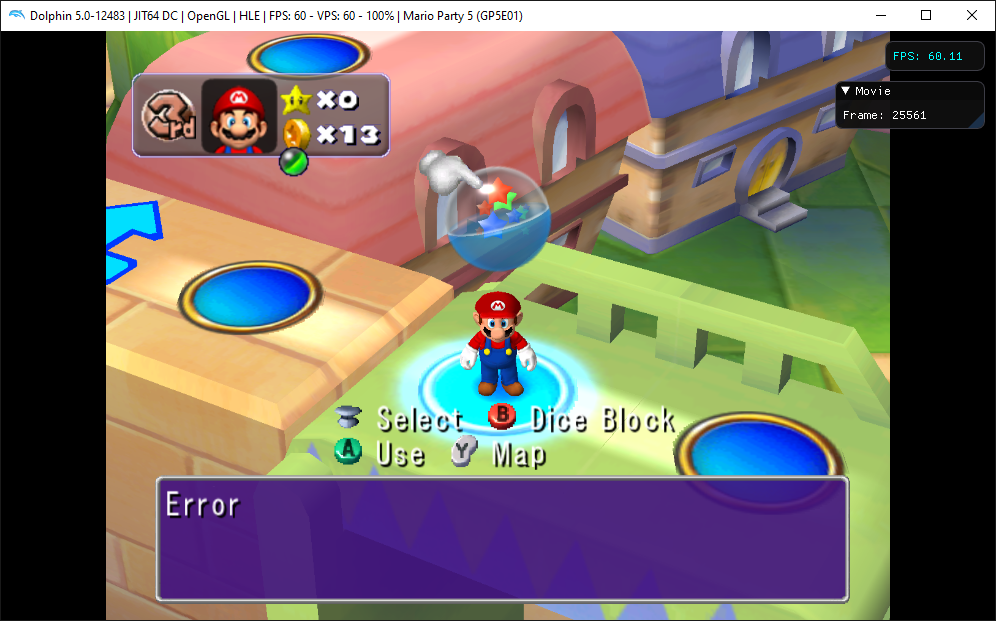 Dolphin 5.0-12483 | JIT64 DC | OpenGL | HLE | FPS: 60 - VPS: 60 - 100% | Mario Party 5 (GP5E01)
FPS: 60.11
▼ Movie
Frame: 25561
3rd
M
×0
×13
M
Select B Dice Block
A Use Y Map
Error